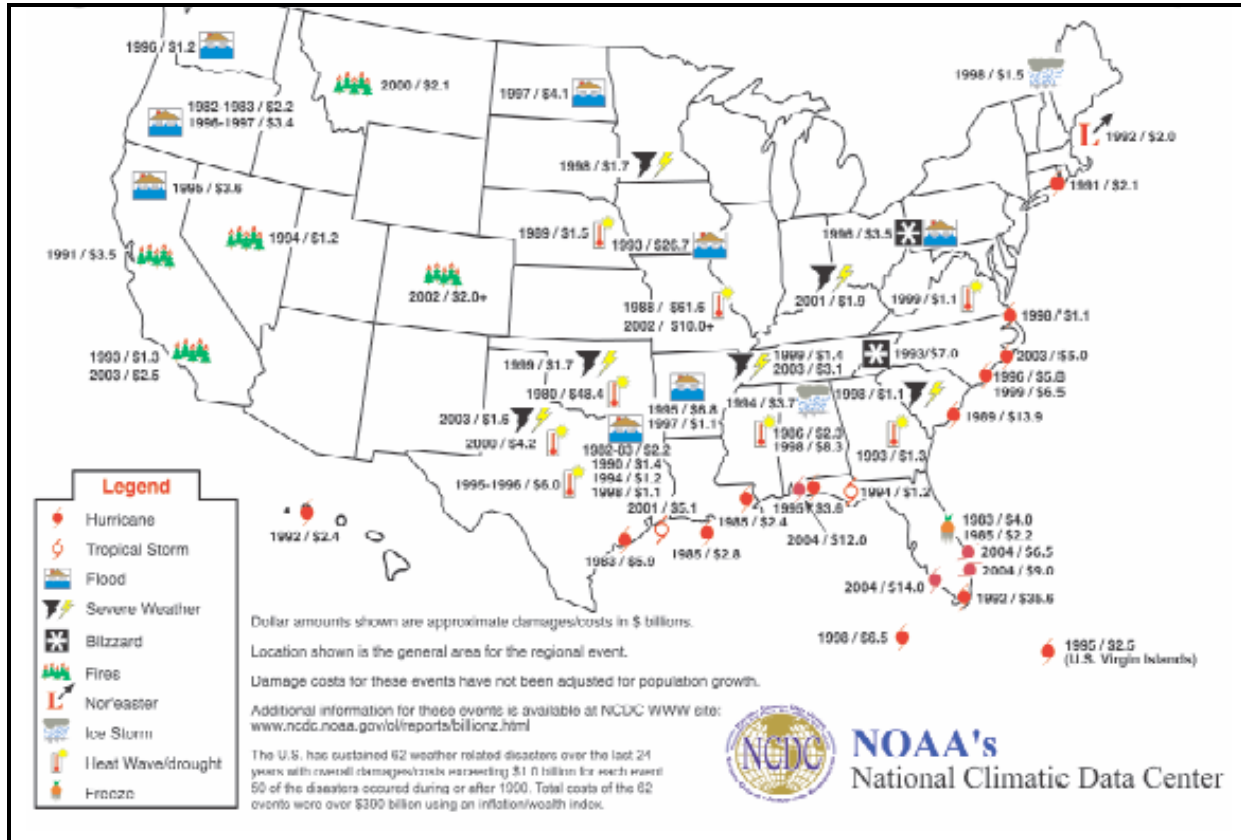 1996 / $1.2
2000 / $2.1
1997 / $4.1
1998 / $1.5
1982-1983 / $2.2
1996-1997 / $3.4
1992 / $2.0
1998 / $1.7
1995 / $3.6
1991 / $2.1
1994 / $1.2
1989 / $1.5
1993 / $26.7
1996 / $3.5
1991 / $3.5
2002 / $2.0+
1988 / $61.6
2002 / $10.0+
2001 / $1.9
1999 / $1.1
1998 / $1.1
1993 / $1.3
2003 / $2.5
1999 / $1.7
1980 / $48.4
1999 / $1.4
2003 / $3.1
1993/$7.0
2003 / $5.0
1996 / $5.8
1999 / $6.5
1995 / $6.8
1997 / $1.1
1994 / $3.7
1998 / $1.1
1989 / $13.9
2003 / $1.6
2000 / $4.2
1986 / $2.3
1998 / $8.3
1993 / $1.3
1982-83 / $2.2
1990 / $1.4
1994 / $1.2
1998 / $1.1
1995-1996 / $6.0
2001 / $5.1
1985 / $2.4
1995 / $3.6
1994 / $1.2
1983 / $5.9
1985 / $2.8
2004 / $12.0
1983 / $4.0
1985 / $2.2
2004 / $6.5
2004 / $9.0
2004 / $14.0
1992 / $35.6
1992 / $2.4
1998 / $6.5
1995 / $2.5
(U.S. Virgin Islands)
Legend
Hurricane
Tropical Storm
Flood
Severe Weather
Blizzard
Fires
L Nor'easter
Ice Storm
Heat Wave/drought
Freeze
Dollar amounts shown are approximate damages/costs in $ billions.
Location shown is the general area for the regional event.
Damage costs for these events have not been adjusted for population growth.
Additional information for these events is available at NCDC WWW site:
www.ncdc.noaa.gov/ol/reports/billionz.html
The U.S. has sustained 62 weather related disasters over the last 24
years with overall damages/costs exceeding $1.0 billion for each event
50 of the disasters occured during or after 1990. Total costs of the 62
events were over $300 billion using an inflation/wealth index.
NCDC
NOAA's
National Climatic Data Center